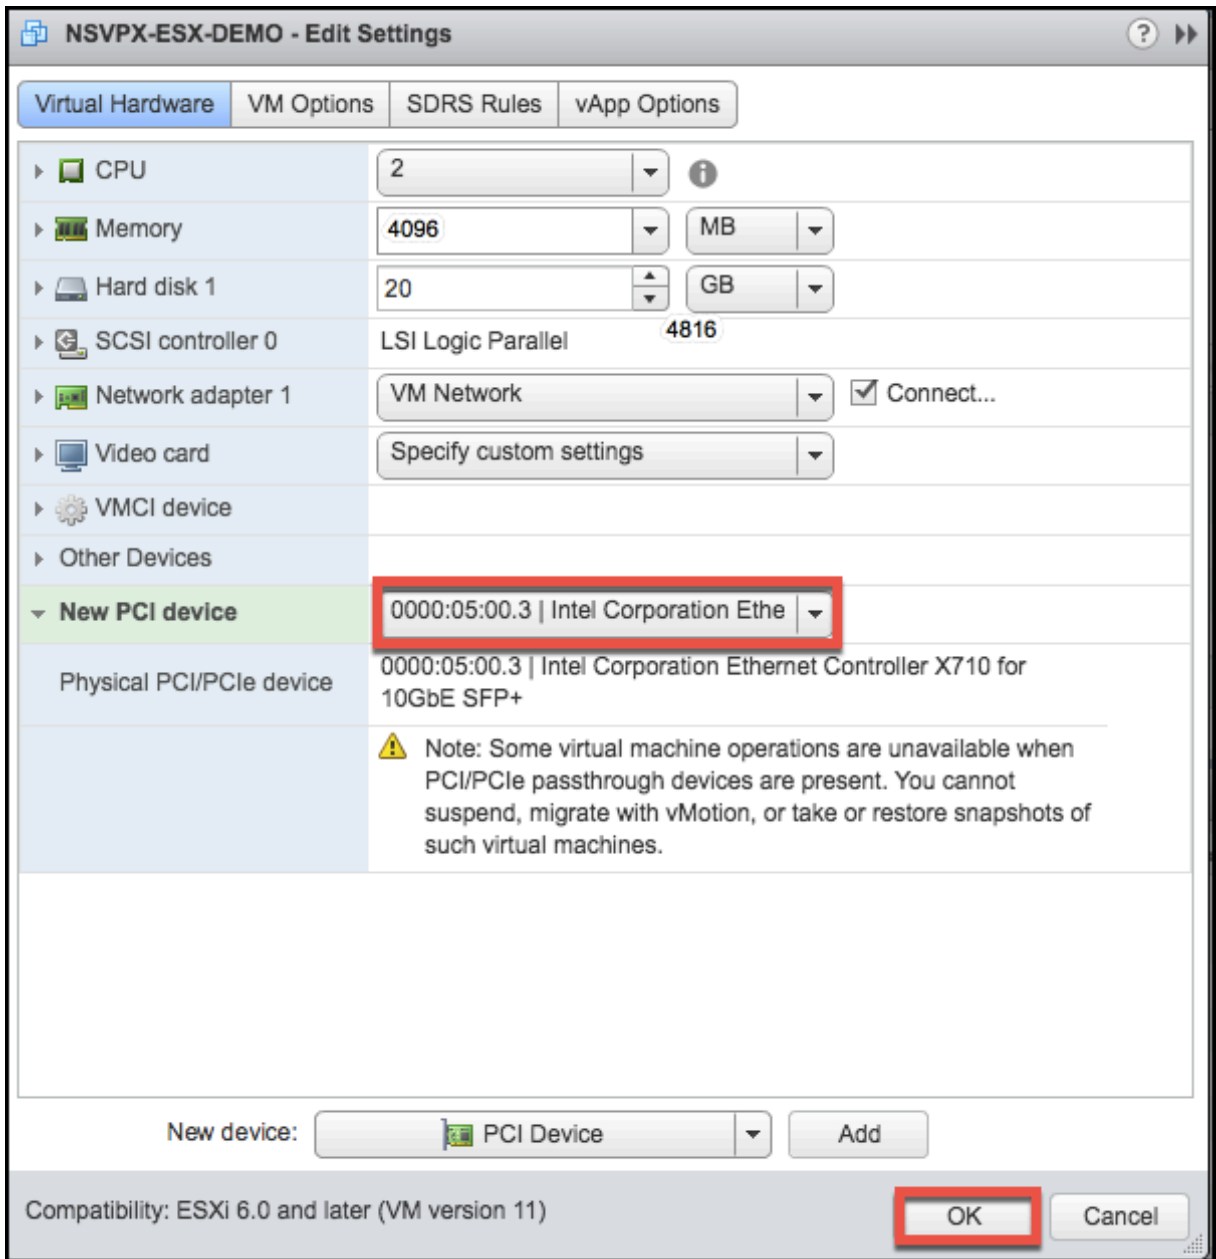 NSVPX-ESX-DEMO - Edit Settings ?
Virtual Hardware VM Options SDRS Rules vApp Options
CPU 2
Memory 4096 MB
Hard disk 1 20 GB
4816
SCSI controller 0 LSI Logic Parallel
Network adapter 1 VM Network Connect...
Video card Specify custom settings
VMCI device
Other Devices
New PCI device 0000:05:00.3 | Intel Corporation Ethe
Physical PCI/PCIe device 0000:05:00.3 | Intel Corporation Ethernet Controller X710 for
10GbE SFP+
Note: Some virtual machine operations are unavailable when
PCI/PCIe passthrough devices are present. You cannot
suspend, migrate with vMotion, or take or restore snapshots of
such virtual machines.
New device: PCI Device Add
Compatibility: ESXi 6.0 and later (VM version 11) OK Cancel